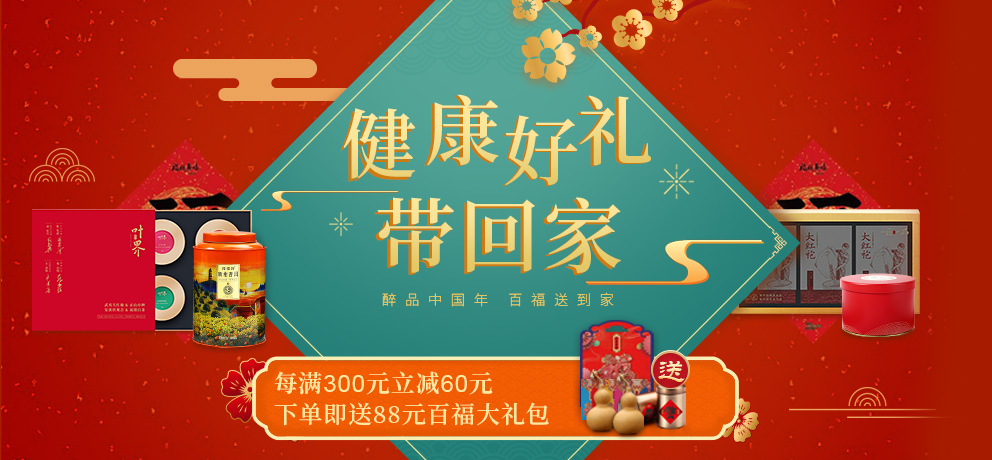 健康好礼
带回家
醉品中国年 百福送到家
叶界
大红袍
大红袍
每满300元立减60元
下单即送88元百福大礼包
送